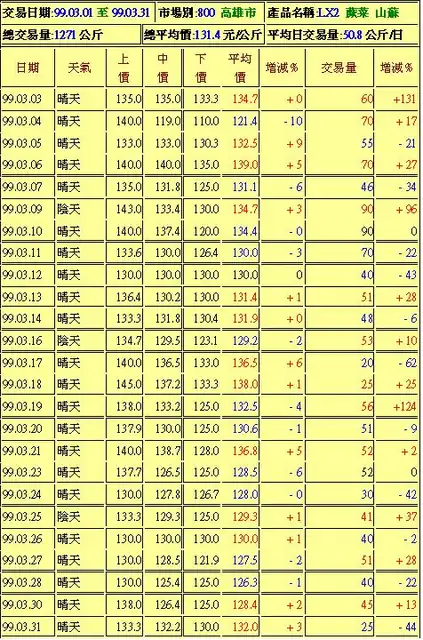 交易日期:99.03.01 至 99.03.31 市場別:800 高雄市 產品名稱:LX2 蕨菜 山蘇
總交易量:1271 公斤 總平均價:131.4 元/公斤 平均日交易量:50.8 公斤/日
日期 天氣 上價 中價 下價 平均價 增減% 交易量 增減%
99.03.03 晴天 135.0 135.0 133.3 134.7 + 0 60 +131
99.03.04 晴天 140.0 119.0 110.0 121.4 - 10 70 + 17
99.03.05 晴天 133.0 133.0 130.3 132.5 + 9 55 - 21
99.03.06 晴天 140.0 140.0 135.0 139.0 + 5 70 + 27
99.03.07 晴天 135.0 131.8 125.0 131.1 - 6 46 - 34
99.03.09 陰天 143.0 133.4 130.0 134.7 + 3 90 + 96
99.03.10 晴天 140.0 137.4 120.0 134.4 - 0 90 0
99.03.11 晴天 133.6 130.0 126.4 130.0 - 3 70 - 22
99.03.12 晴天 130.0 130.0 130.0 130.0 0 40 - 43
99.03.13 晴天 136.4 130.2 130.0 131.4 + 1 51 + 28
99.03.14 晴天 133.3 131.8 130.4 131.9 + 0 48 - 6
99.03.16 陰天 134.7 129.5 123.1 129.2 - 2 53 + 10
99.03.17 晴天 140.0 136.5 133.0 136.5 + 6 20 - 62
99.03.18 晴天 145.0 137.2 133.3 138.0 + 1 25 + 25
99.03.19 晴天 138.0 133.2 125.0 132.5 - 4 56 +124
99.03.20 晴天 137.9 130.0 125.0 130.6 - 1 51 - 9
99.03.21 晴天 140.0 138.7 128.0 136.8 + 5 52 + 2
99.03.23 晴天 137.7 126.5 125.0 128.5 - 6 52 0
99.03.24 晴天 130.0 127.8 126.7 128.0 - 0 30 - 42
99.03.25 陰天 133.3 129.3 125.0 129.3 + 1 41 + 37
99.03.26 晴天 130.0 130.0 130.0 130.0 + 1 40 - 2
99.03.27 晴天 130.0 128.5 121.9 127.5 - 2 51 + 28
99.03.28 晴天 130.0 125.4 125.0 126.3 - 1 40 - 22
99.03.30 晴天 138.0 126.4 125.0 128.4 + 2 45 + 13
99.03.31 晴天 133.3 132.2 130.0 132.0 + 3 25 - 44